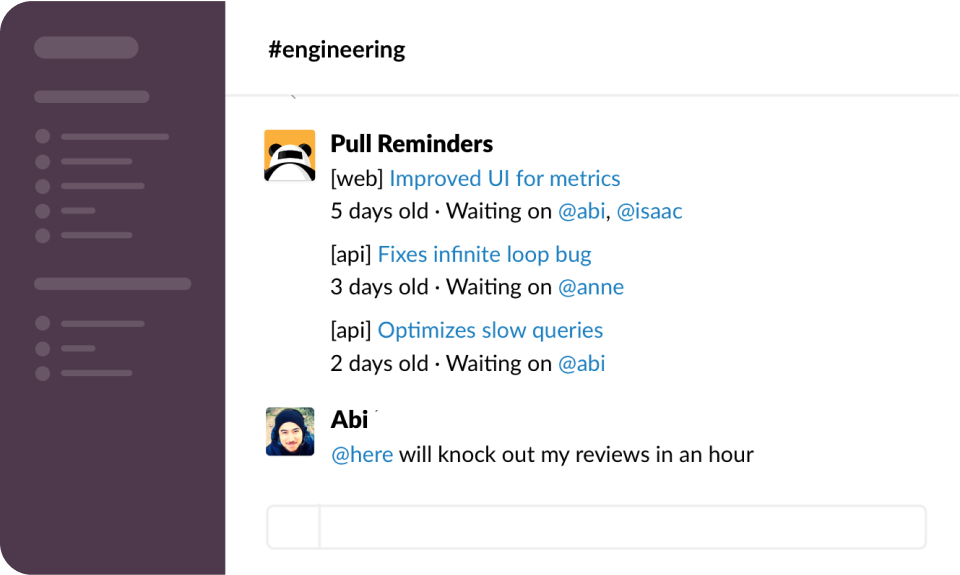 #engineering
Pull Reminders
[web] Improved UI for metrics
5 days old · Waiting on @abi, @isaac
[api] Fixes infinite loop bug
3 days old · Waiting on @anne
[api] Optimizes slow queries
2 days old · Waiting on @abi
Abi
@here will knock out my reviews in an hour